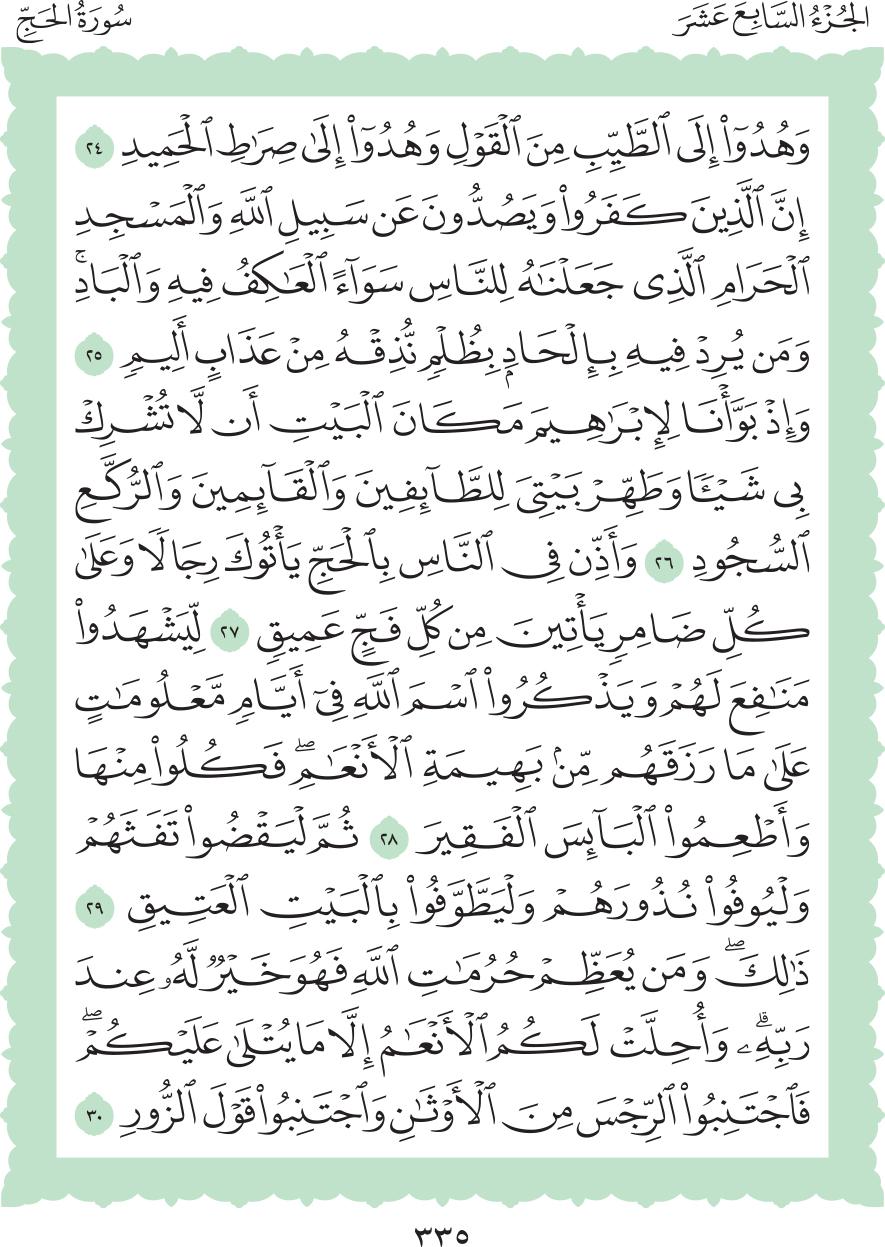 الجُزْءُ السَّابِعَ عَشَرَ
سُورَةُ الحَجِّ
وَهُدُوٓا۟ إِلَى ٱلطَّيِّبِ مِنَ ٱلْقَوْلِ وَهُدُوٓا۟ إِلَىٰ صِرَٰطِ ٱلْحَمِيدِ ٢٤
إِنَّ ٱلَّذِينَ كَفَرُوا۟ وَيَصُدُّونَ عَن سَبِيلِ ٱللَّهِ وَٱلْمَسْجِدِ
ٱلْحَرَامِ ٱلَّذِى جَعَلْنَٰهُ لِلنَّاسِ سَوَآءً ٱلْعَٰكِفُ فِيهِ وَٱلْبَادِ ۚ
وَمَن يُرِدْ فِيهِ بِإِلْحَادٍۭ بِظُلْمٍ نُّذِقْهُ مِنْ عَذَابٍ أَلِيمٍ ٢٥
وَإِذْ بَوَّأْنَا لِإِبْرَٰهِيمَ مَكَانَ ٱلْبَيْتِ أَن لَّا تُشْرِكْ
بِى شَيْـًٔا وَطَهِّرْ بَيْتِىَ لِلطَّآئِفِينَ وَٱلْقَآئِمِينَ وَٱلرُّكَّعِ
ٱلسُّجُودِ ٢٦ وَأَذِّن فِى ٱلنَّاسِ بِٱلْحَجِّ يَأْتُوكَ رِجَالًا وَعَلَىٰ
كُلِّ ضَامِرٍ يَأْتِينَ مِن كُلِّ فَجٍّ عَمِيقٍ ٢٧ لِّيَشْهَدُوا۟
مَنَٰفِعَ لَهُمْ وَيَذْكُرُوا۟ ٱسْمَ ٱللَّهِ فِىٓ أَيَّامٍ مَّعْلُومَٰتٍ
عَلَىٰ مَا رَزَقَهُم مِّنۢ بَهِيمَةِ ٱلْأَنْعَٰمِ ۖ فَكُلُوا۟ مِنْهَا
وَأَطْعِمُوا۟ ٱلْبَآئِسَ ٱلْفَقِيرَ ٢٨ ثُمَّ لْيَقْضُوا۟ تَفَثَهُمْ
وَلْيُوفُوا۟ نُذُورَهُمْ وَلْيَطَّوَّفُوا۟ بِٱلْبَيْتِ ٱلْعَتِيقِ ٢٩
ذَٰلِكَ ۖ وَمَن يُعَظِّمْ حُرُمَٰتِ ٱللَّهِ فَهُوَ خَيْرٌ لَّهُۥ عِندَ
رَبِّهِۦ ۗ وَأُحِلَّتْ لَكُمُ ٱلْأَنْعَٰمُ إِلَّا مَا يُتْلَىٰ عَلَيْكُمْ ۖ
فَٱجْتَنِبُوا۟ ٱلرِّجْسَ مِنَ ٱلْأَوْثَٰنِ وَٱجْتَنِبُوا۟ قَوْلَ ٱلزُّورِ ٣٠
٣٣٥